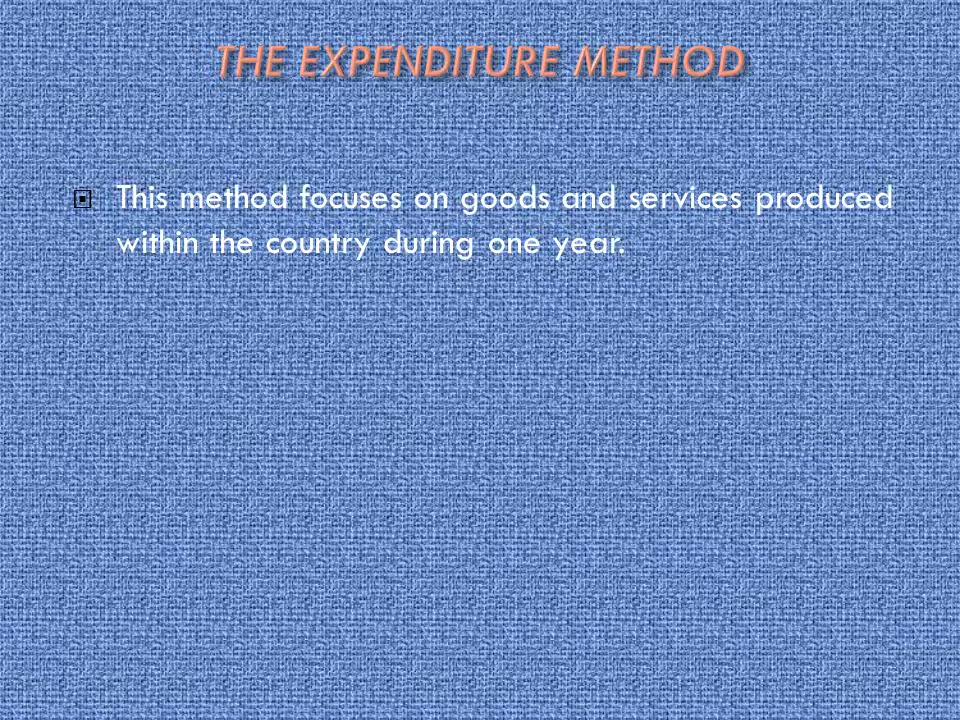 THE EXPENDITURE METHOD
This method focuses on goods and services produced
within the country during one year.